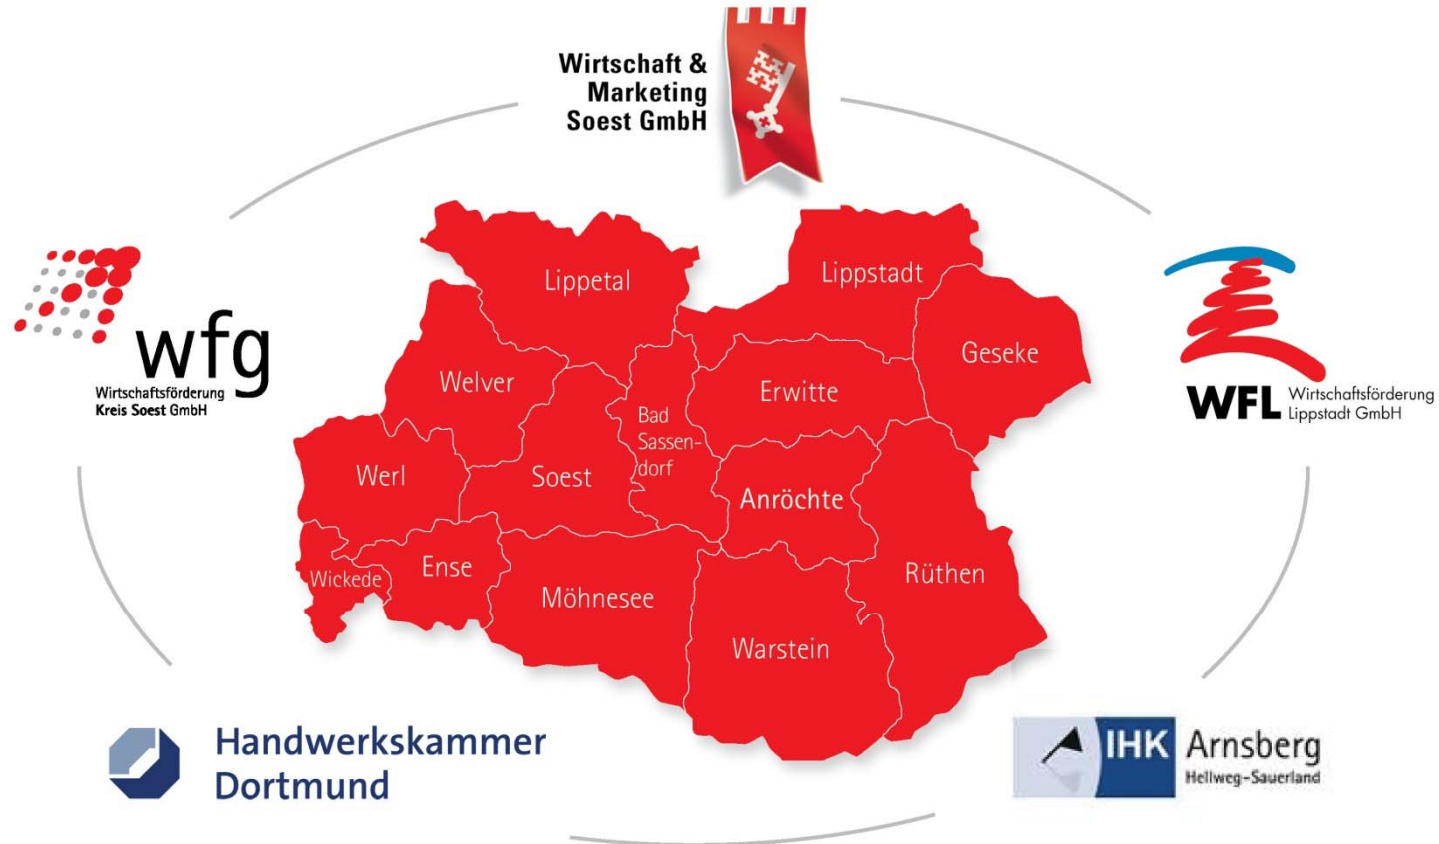 Wirtschaft &
Marketing
Soest GmbH
wfg
Wirtschaftsförderung
Kreis Soest GmbH
WFL
Wirtschaftsförderung
Lippstadt GmbH
Lippetal
Lippstadt
Geseke
Welver
Erwitte
Bad
Sassen-
dorf
Werl
Soest
Anröchte
Wickede
Ense
Möhnesee
Rüthen
Warstein
Handwerkskammer
Dortmund
IHK
Arnsberg
Hellweg-Sauerland